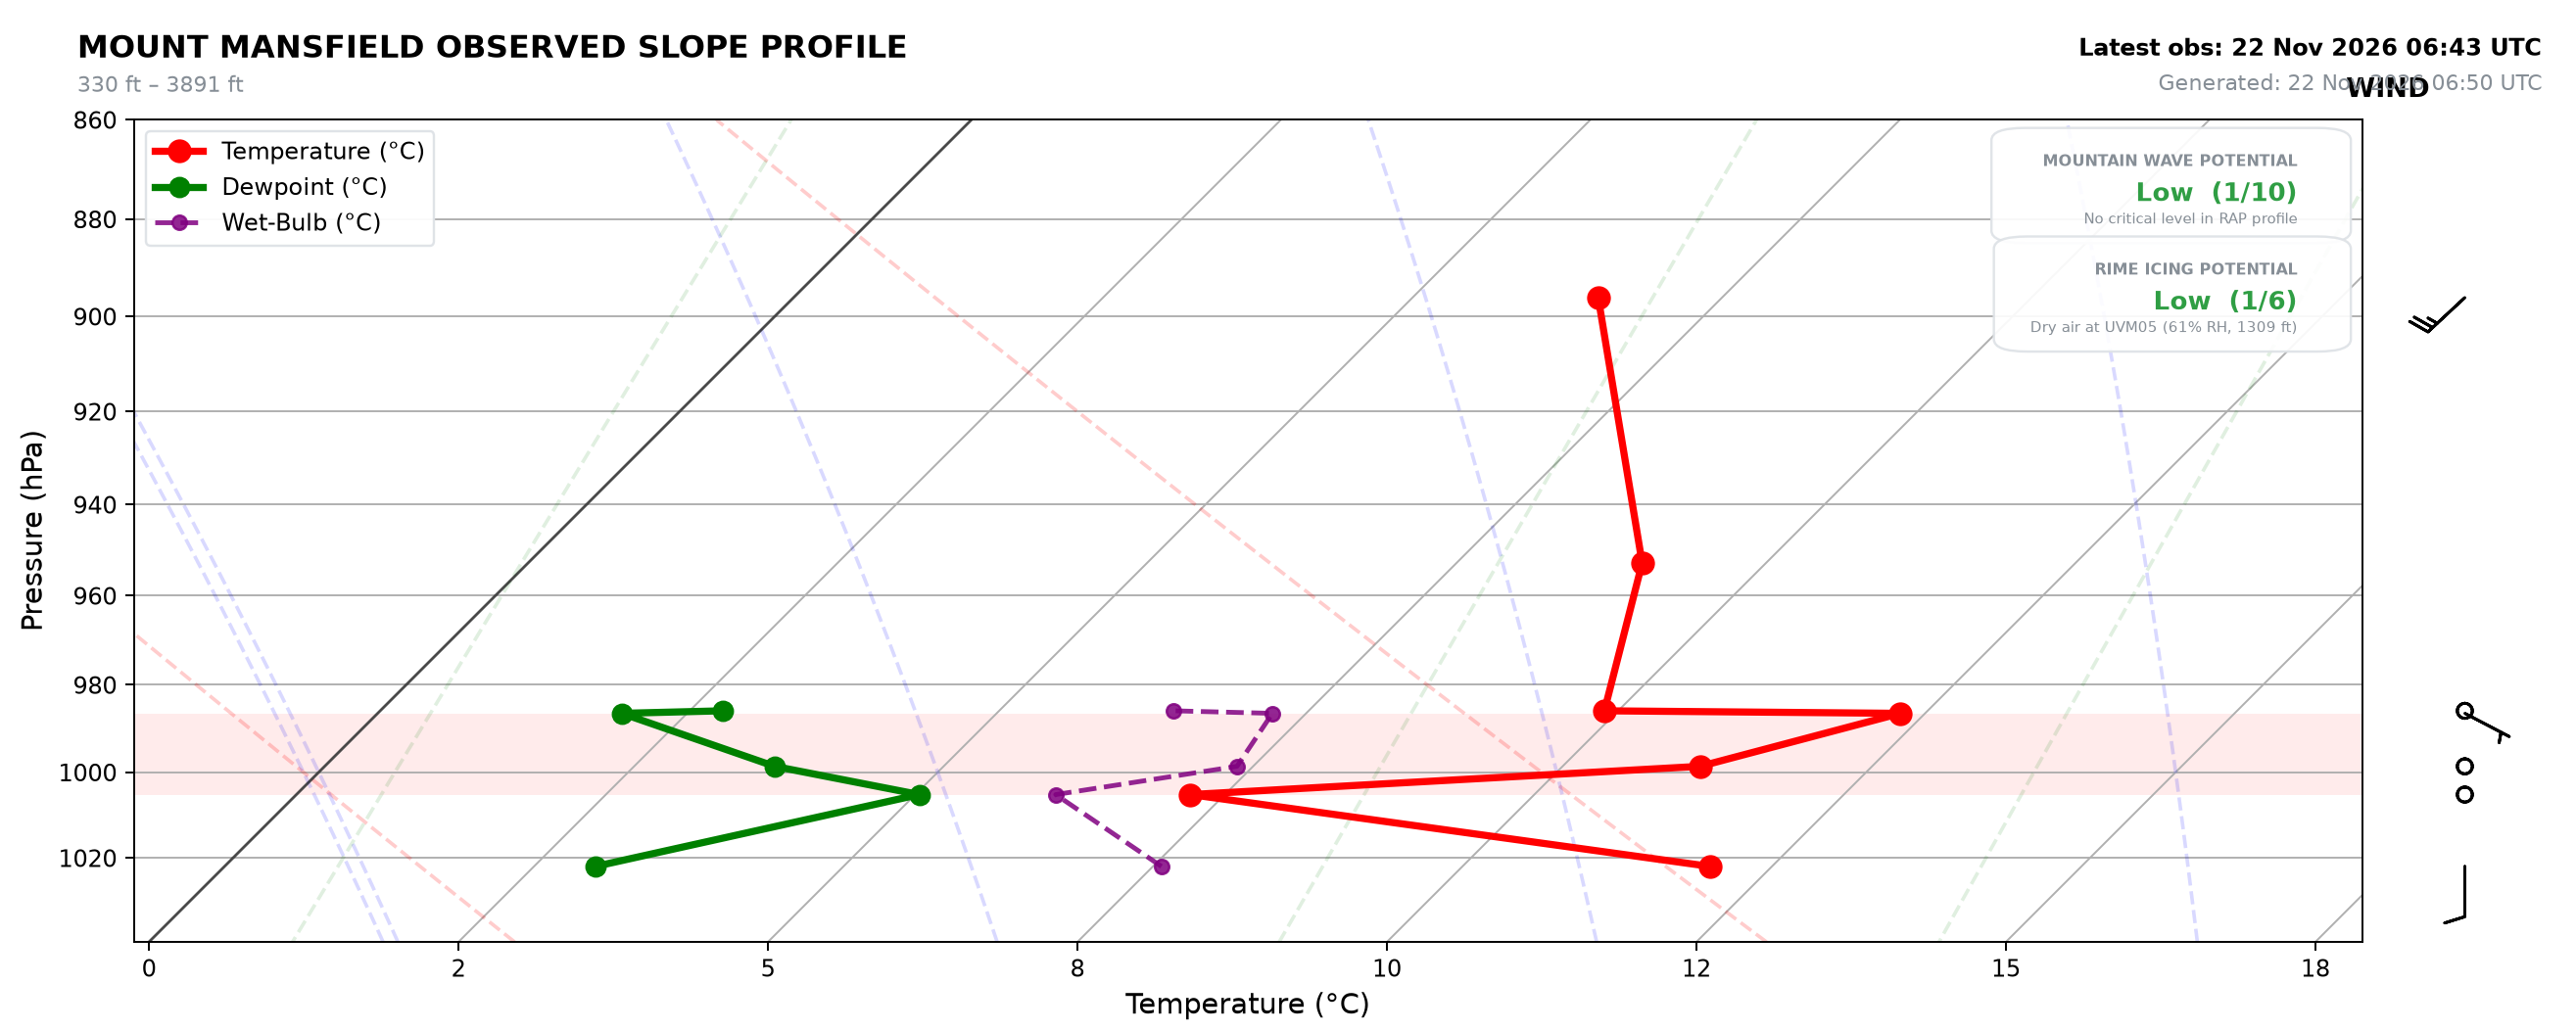 MOUNT MANSFIELD OBSERVED SLOPE PROFILE
330 ft – 3891 ft
Latest obs: 22 Nov 2026 06:43 UTC
Generated: 22 Nov 2026 06:50 UTC
WIND
Temperature (°C)
Dewpoint (°C)
Wet-Bulb (°C)
MOUNTAIN WAVE POTENTIAL
Low (1/10)
No critical level in RAP profile
RIME ICING POTENTIAL
Low (1/6)
Dry air at UVM05 (61% RH, 1309 ft)
Pressure (hPa)
860
880
900
920
940
960
980
1000
1020
0 2 5 8 10 12 15 18
Temperature (°C)